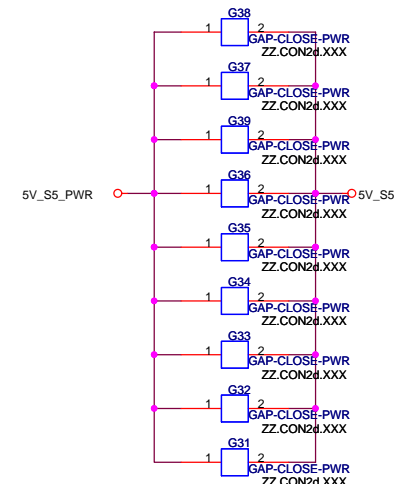 G38
1 2
GAP-CLOSE-PWR
ZZ.CON2d.XXX
G37
1 2
GAP-CLOSE-PWR
ZZ.CON2d.XXX
G39
1 2
GAP-CLOSE-PWR
ZZ.CON2d.XXX
G36
5V_S5_PWR 1 2 5V_S5
GAP-CLOSE-PWR
ZZ.CON2d.XXX
G35
1 2
GAP-CLOSE-PWR
ZZ.CON2d.XXX
G34
1 2
GAP-CLOSE-PWR
ZZ.CON2d.XXX
G33
1 2
GAP-CLOSE-PWR
ZZ.CON2d.XXX
G32
1 2
GAP-CLOSE-PWR
ZZ.CON2d.XXX
G31
1 2
GAP-CLOSE-PWR
ZZ.CON2d.XXX